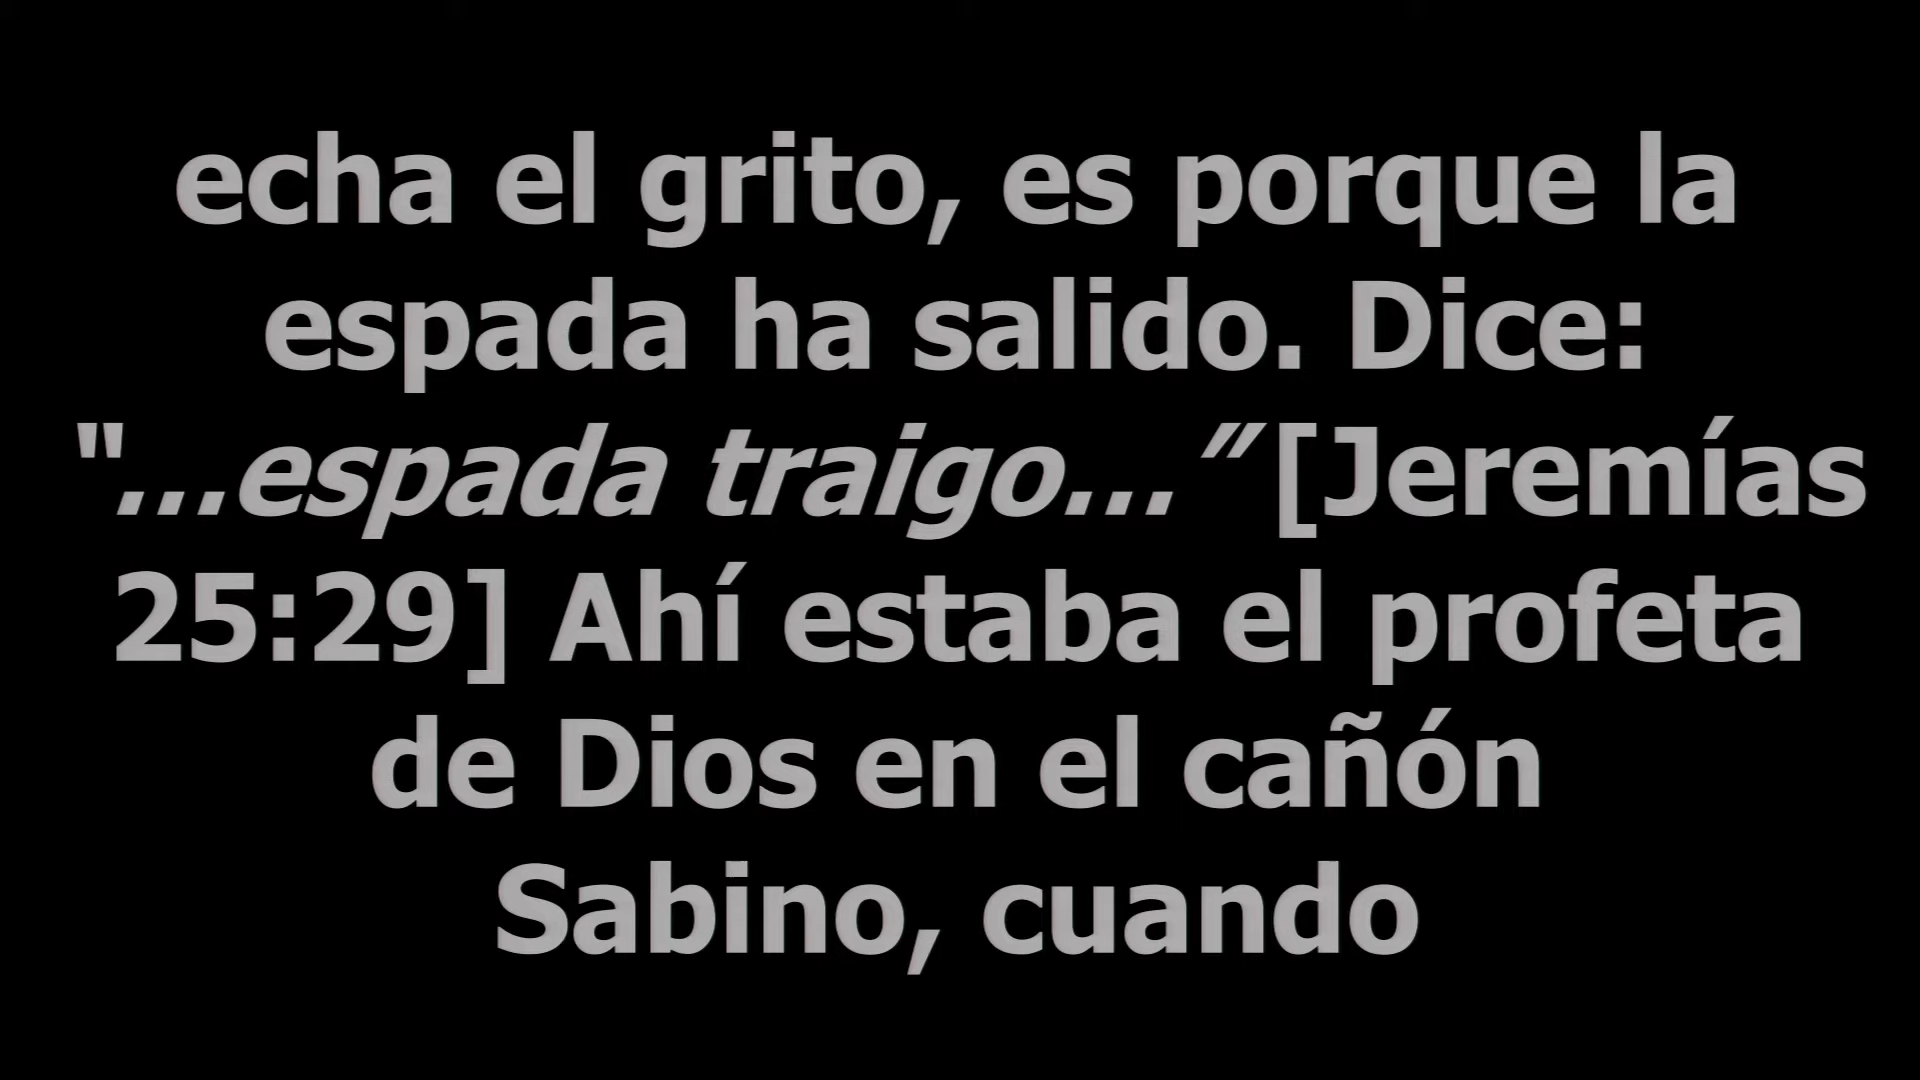 echa el grito, es porque la
espada ha salido. Dice:
"...espada traigo...” [Jeremías
25:29] Ahí estaba el profeta
de Dios en el cañón
Sabino, cuando